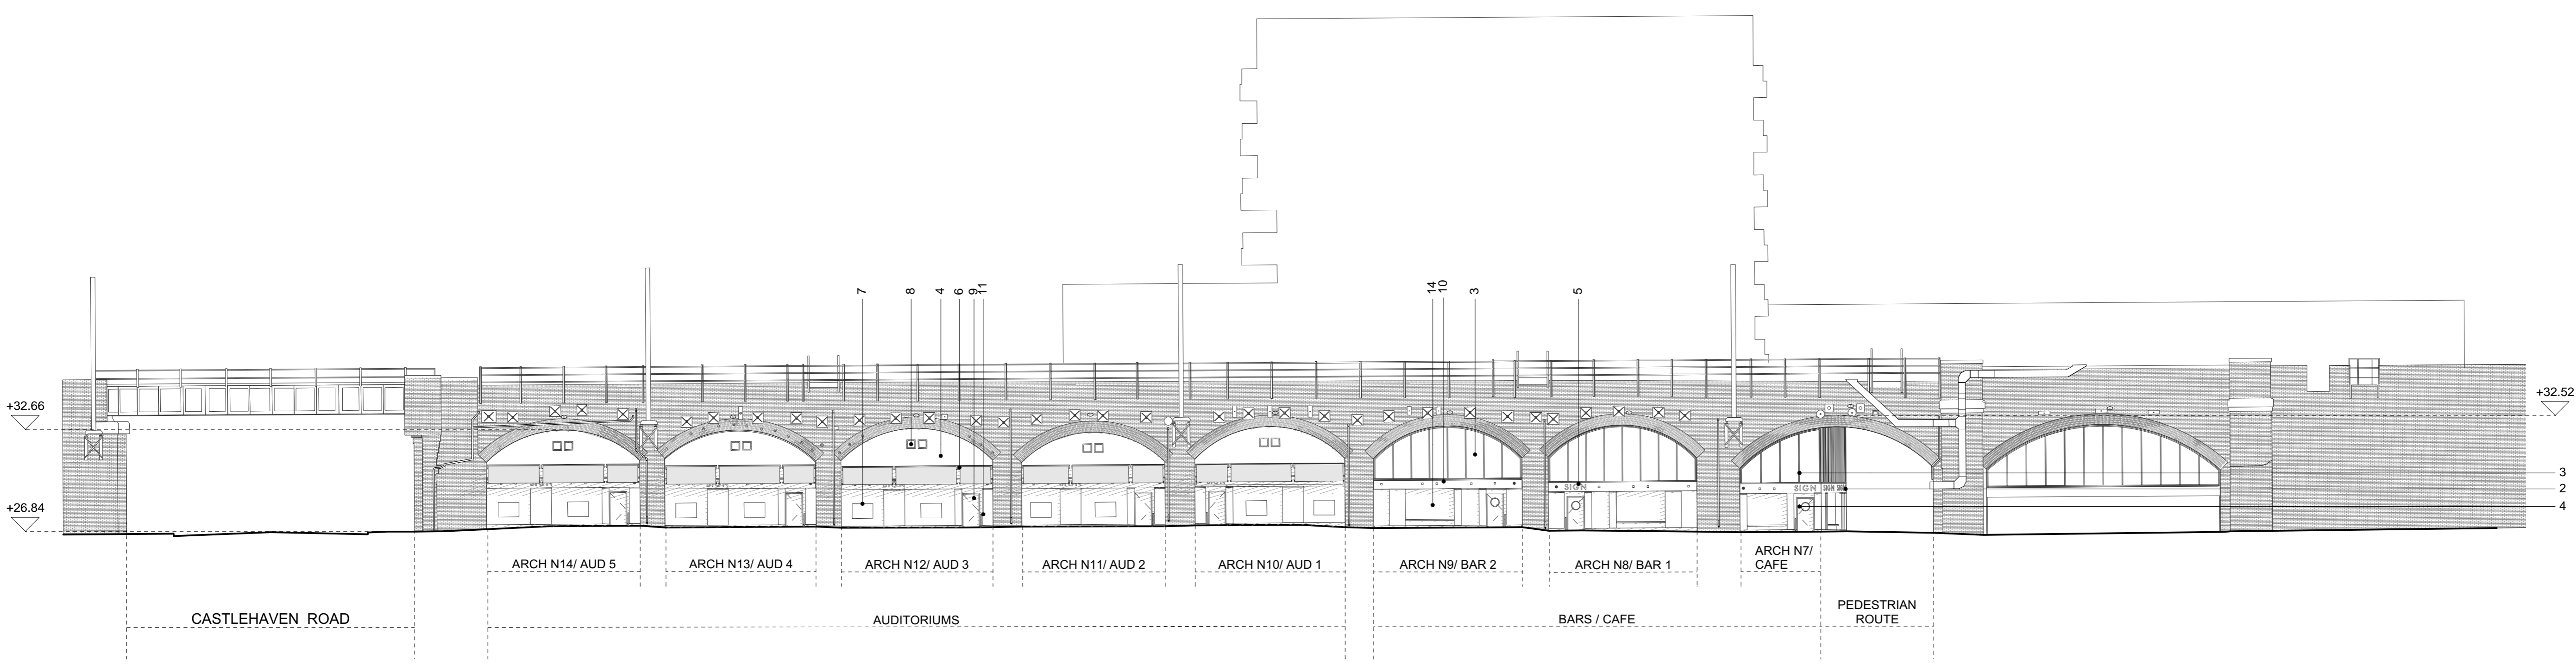 7
8
4
6
9
11
14
10
3
5
+32.66
+32.52
3
SIGN
SIGN
SIGN
2
4
+26.84
ARCH N14/ AUD 5
ARCH N13/ AUD 4
ARCH N12/ AUD 3
ARCH N11/ AUD 2
ARCH N10/ AUD 1
ARCH N9/ BAR 2
ARCH N8/ BAR 1
ARCH N7/
CAFE
CASTLEHAVEN ROAD
AUDITORIUMS
BARS / CAFE
PEDESTRIAN
ROUTE